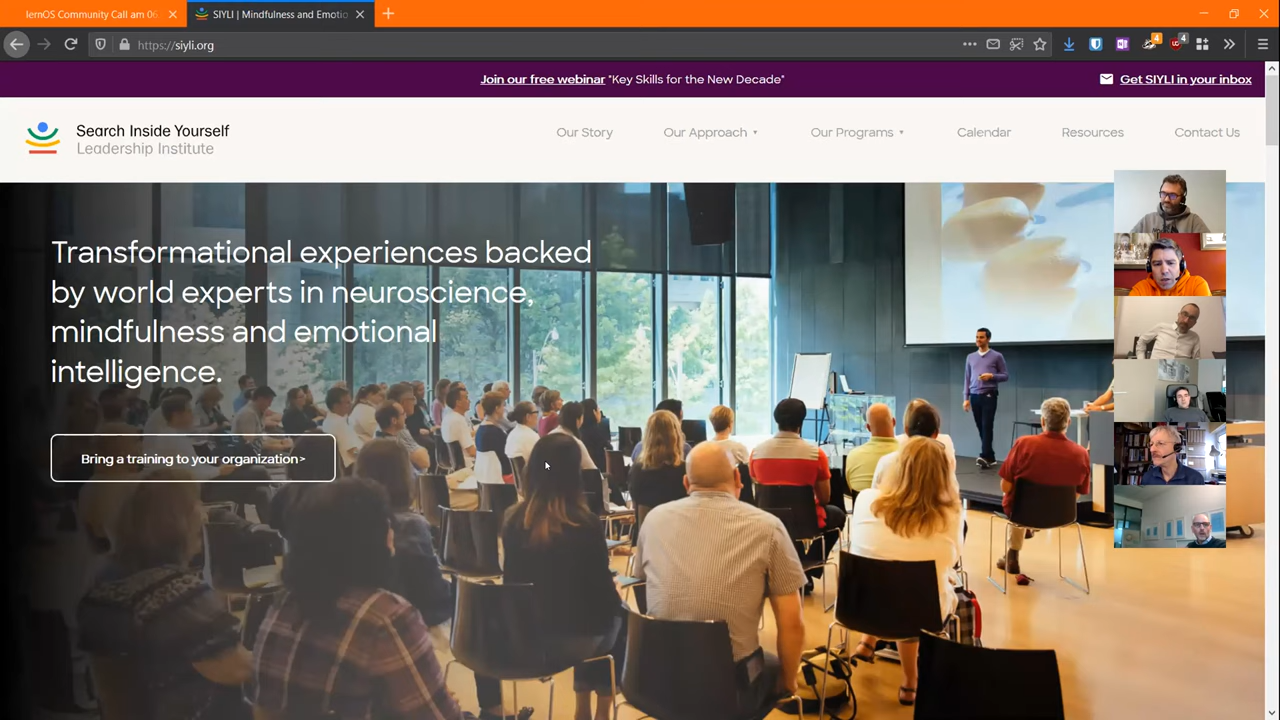 lernOS Community Call am 06
SIYLI | Mindfulness and Emotio
https://siyli.org
4
4
Join our free webinar "Key Skills for the New Decade"
Get SIYLI in your inbox
Search Inside Yourself
Leadership Institute
Our Story
Our Approach
Our Programs
Calendar
Resources
Contact Us
Transformational experiences backed
by world experts in neuroscience,
mindfulness and emotional
intelligence.
Bring a training to your organization>